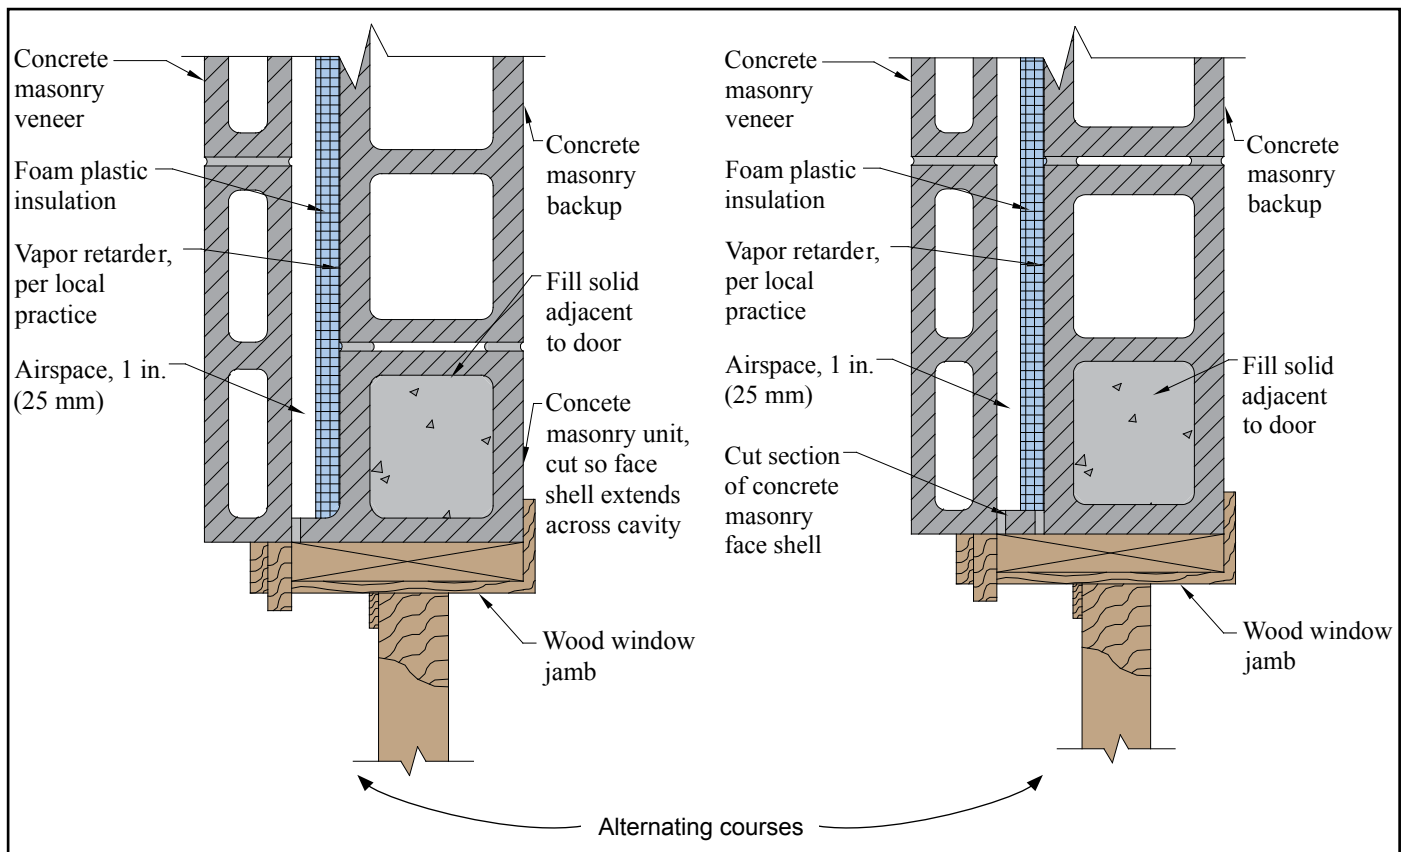 Concrete
masonry
veneer
Foam plastic
insulation
Vapor retarder,
per local
practice
Airspace, 1 in.
(25 mm)
Concrete
masonry
backup
Fill solid
adjacent
to door
Concete
masonry unit,
cut so face
shell extends
across cavity
Wood window
jamb
Concrete
masonry
veneer
Foam plastic
insulation
Vapor retarder,
per local
practice
Airspace, 1 in.
(25 mm)
Cut section
of concrete
masonry
face shell
Concrete
masonry
backup
Fill solid
adjacent
to door
Wood window
jamb
Alternating courses